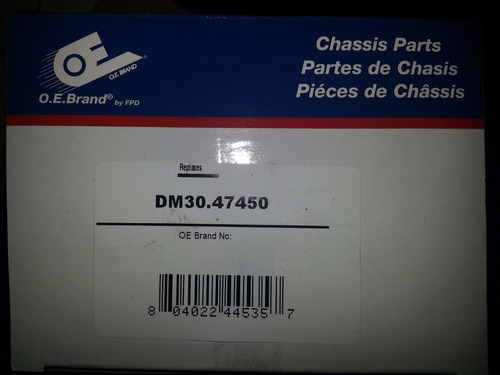 OE
O.E. BRAND
O.E.Brand® by FPD
Chassis Parts
Partes de Chasis
Piéces de Châssis
Replaces
DM30.47450
OE Brand No:
8 04022 44535 7